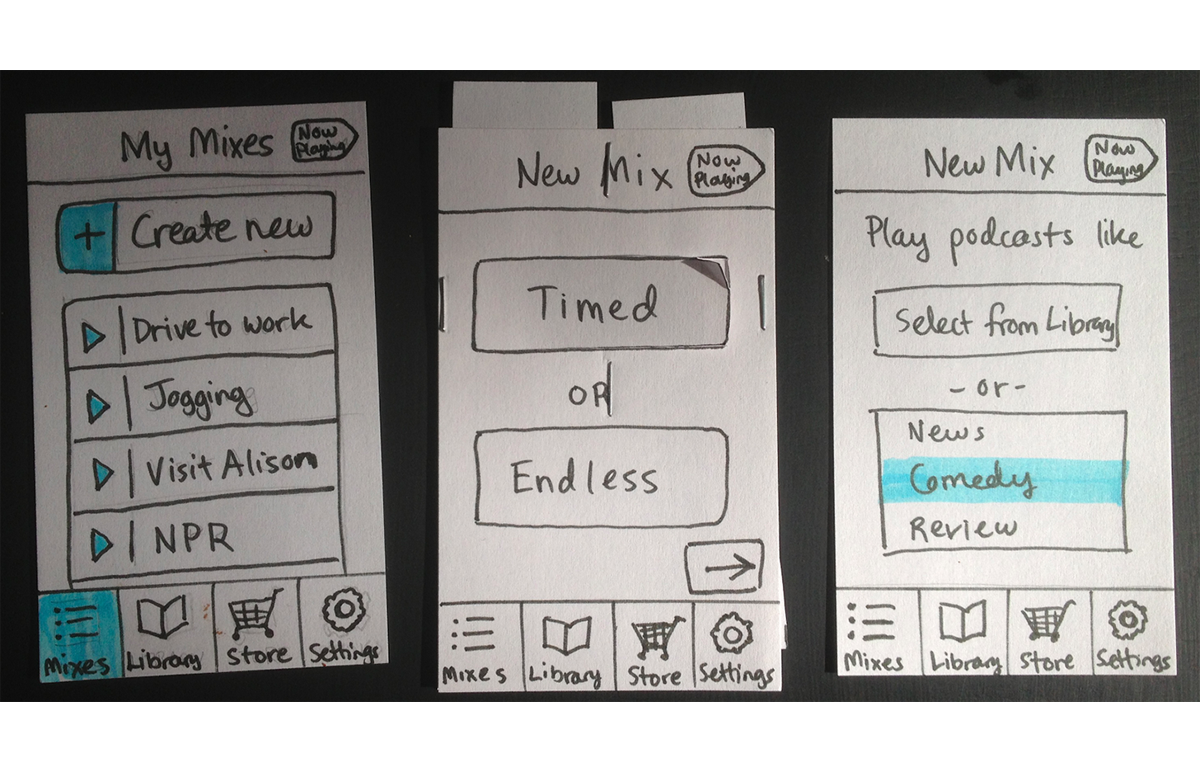 My Mixes
Now
Playing
+ Create new
Drive to work
Jogging
Visit Alison
NPR
Mixes
Library
Store
Settings
New Mix
Now
Playing
Timed
OR
Endless
Mixes
Library
Store
Settings
New Mix
Now
Playing
Play podcasts like
Select from Library
- or -
News
Comedy
Review
Mixes
Library
Store
Settings